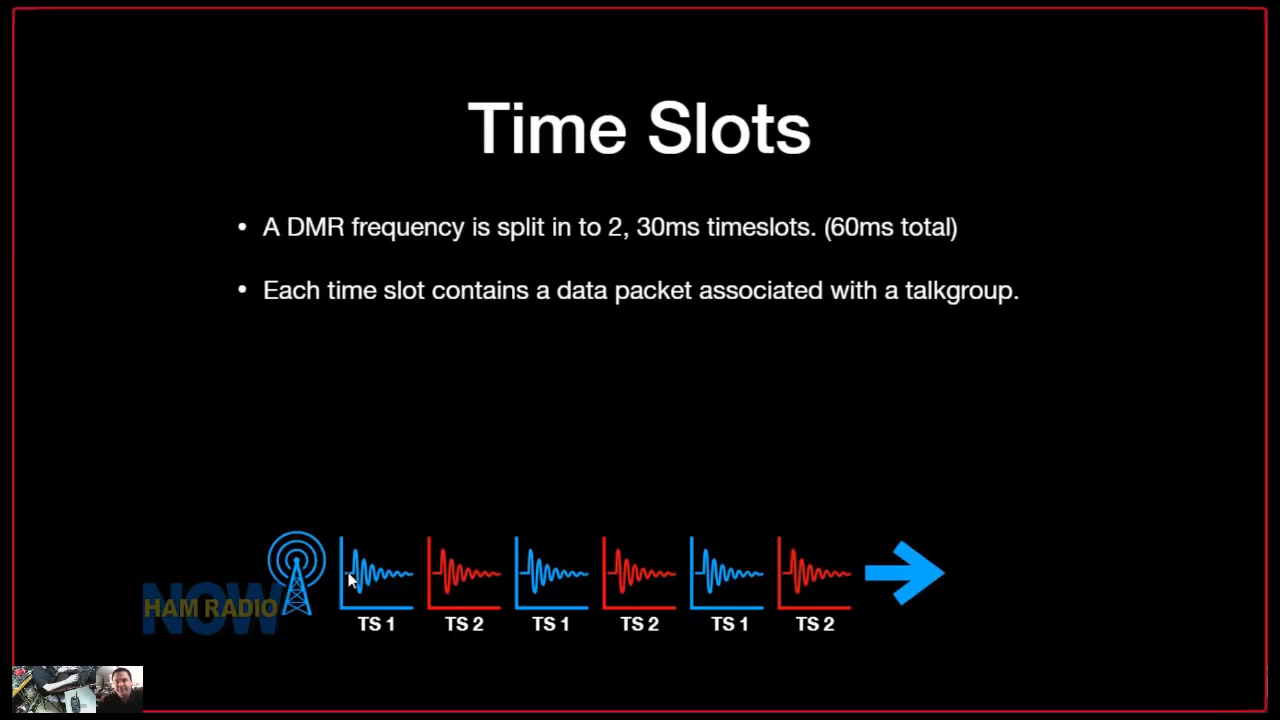 Time Slots
• A DMR frequency is split in to 2, 30ms timeslots. (60ms total)
• Each time slot contains a data packet associated with a talkgroup.
NOW
HAM RADIO
TS 1 TS 2 TS 1 TS 2 TS 1 TS 2